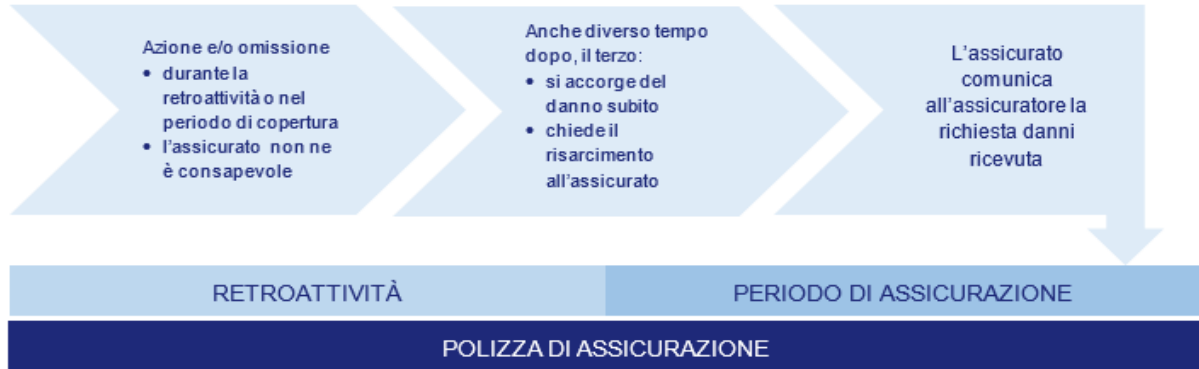 Azione e/o omissione
• durante la
retroattività o nel
periodo di copertura
• l'assicurato non ne
è consapevole
Anche diverso tempo
dopo, il terzo:
• si accorge del
danno subito
• chiede il
risarcimento
all'assicurato
L'assicurato
comunica
all'assicuratore la
richiesta danni
ricevuta
RETROATTIVITÀ
PERIODO DI ASSICURAZIONE
POLIZZA DI ASSICURAZIONE